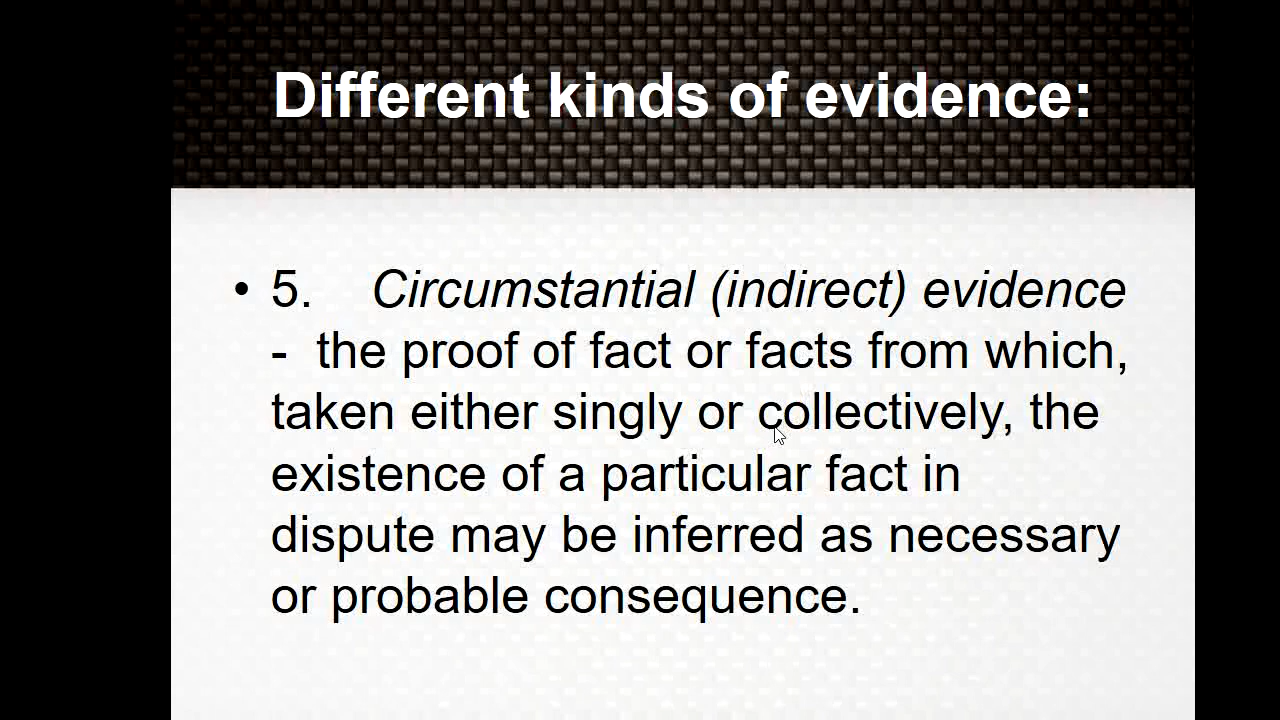 Different kinds of evidence:
• 5. Circumstantial (indirect) evidence
- the proof of fact or facts from which,
taken either singly or collectively, the
existence of a particular fact in
dispute may be inferred as necessary
or probable consequence.